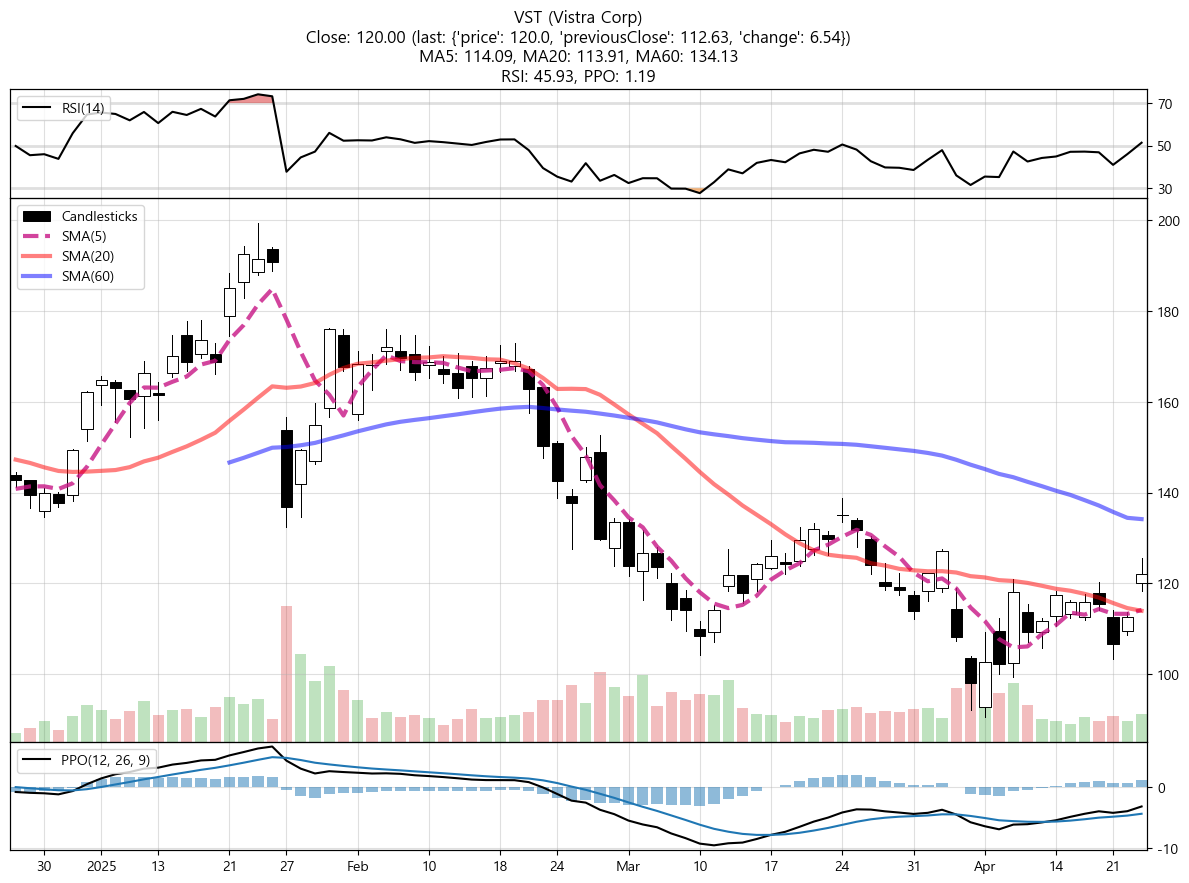 VST (Vistra Corp)
Close: 120.00 (last: {'price': 120.0, 'previousClose': 112.63, 'change': 6.54})
MA5: 114.09, MA20: 113.91, MA60: 134.13
RSI: 45.93, PPO: 1.19
RSI(14)
70
50
30
Candlesticks
SMA(5)
SMA(20)
SMA(60)
200
180
160
140
120
100
PPO(12, 26, 9)
0
-10
30 2025 13 21 27 Feb 10 18 24 Mar 10 17 24 31 Apr 14 21